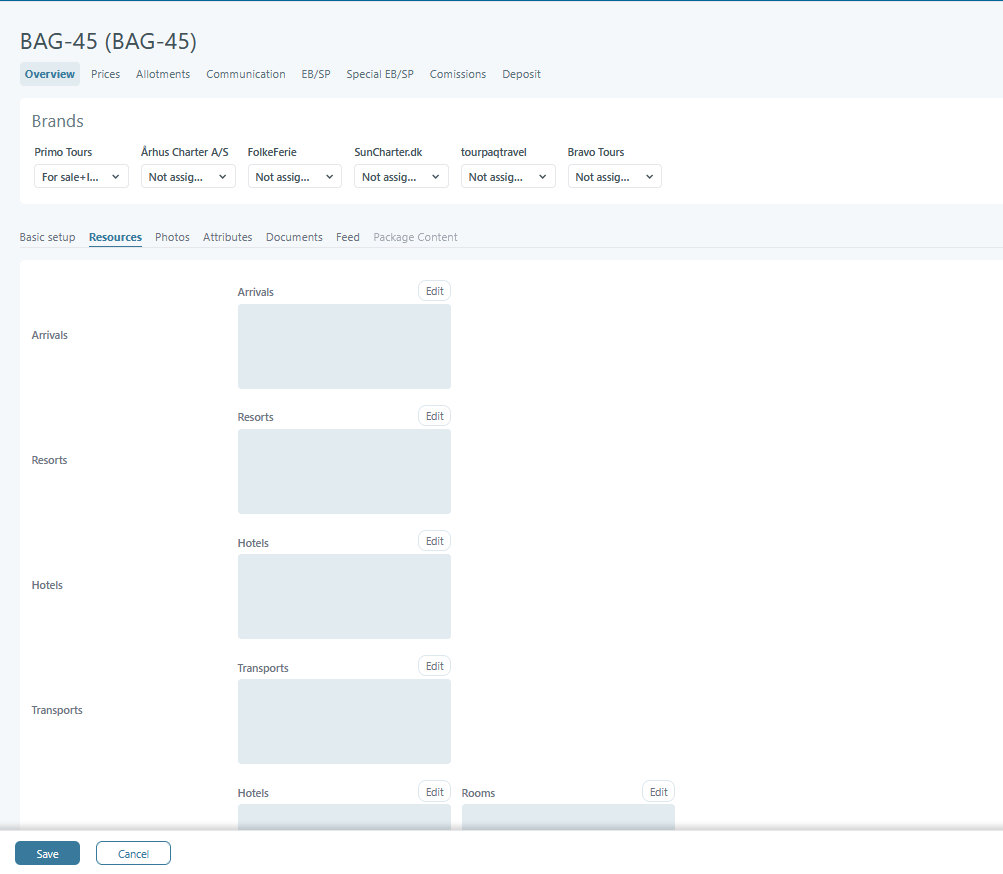 BAG-45 (BAG-45)
Overview Prices Allotments Communication EB/SP Special EB/SP Comissions Deposit
Brands
Primo Tours Århus Charter A/S FolkeFerie SunCharter.dk tourpaqtravel Bravo Tours
For sale+I... Not assig... Not assig... Not assig... Not assig... Not assig...
Basic setup Resources Photos Attributes Documents Feed Package Content
Arrivals Edit
Arrivals
Resorts Edit
Resorts
Hotels Edit
Hotels
Transports Edit
Transports
Hotels Edit Rooms Edit
Save Cancel